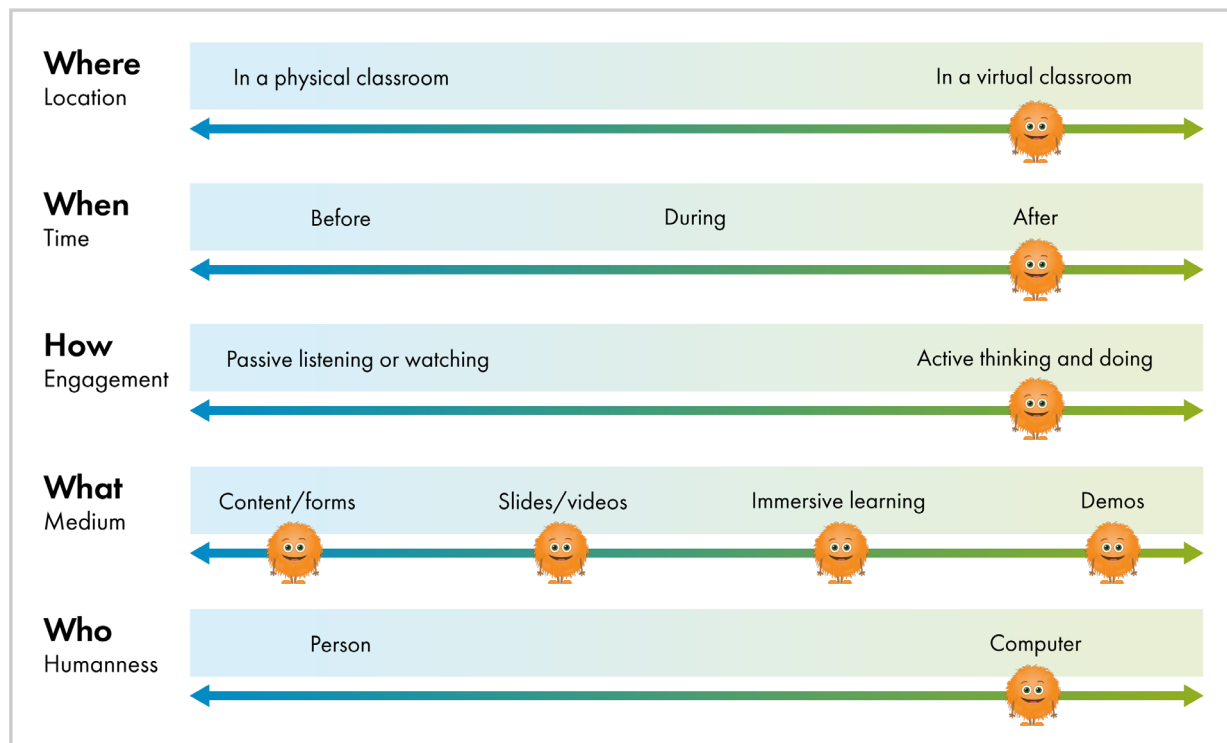 Where
Location
In a physical classroom
In a virtual classroom
When
Time
Before
During
After
How
Engagement
Passive listening or watching
Active thinking and doing
What
Medium
Content/forms
Slides/videos
Immersive learning
Demos
Who
Humanness
Person
Computer